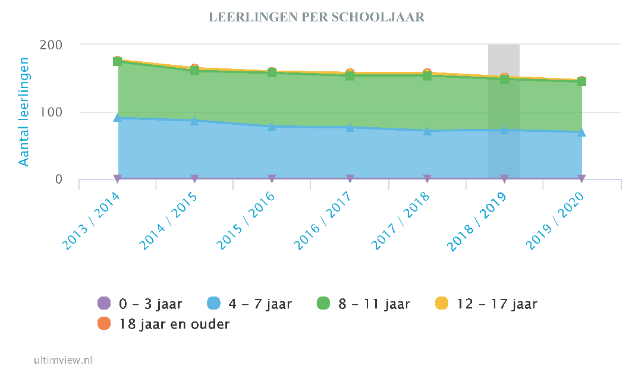 LEERLINGEN PER SCHOOLJAAR
200
100
0
Aantal leerlingen
2013 / 2014
2014 / 2015
2015 / 2016
2016 / 2017
2017 / 2018
2018 / 2019
2019 / 2020
0 - 3 jaar
4 - 7 jaar
8 - 11 jaar
12 - 17 jaar
18 jaar en ouder
ultimview.nl